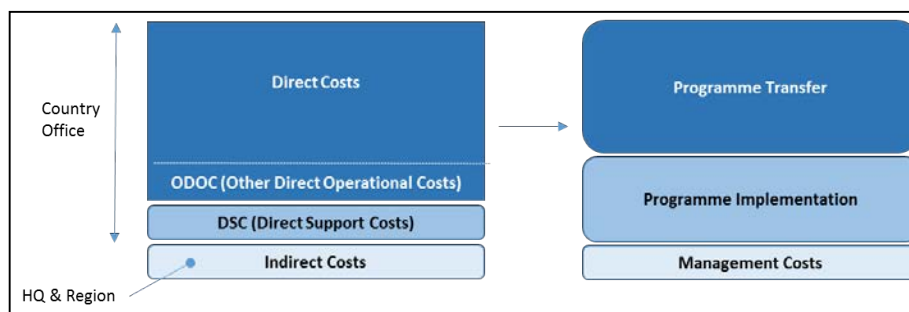 Country
Office
HQ & Region
Direct Costs
ODOC (Other Direct Operational Costs)
DSC (Direct Support Costs)
Indirect Costs
Programme Transfer
Programme Implementation
Management Costs